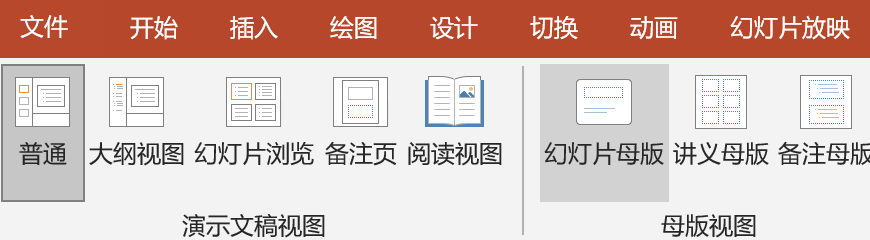 文件 开始 插入 绘图 设计 切换 动画 幻灯片放映
普通 大纲视图 幻灯片浏览 备注页 阅读视图 幻灯片母版 讲义母版 备注母版
演示文稿视图 母版视图